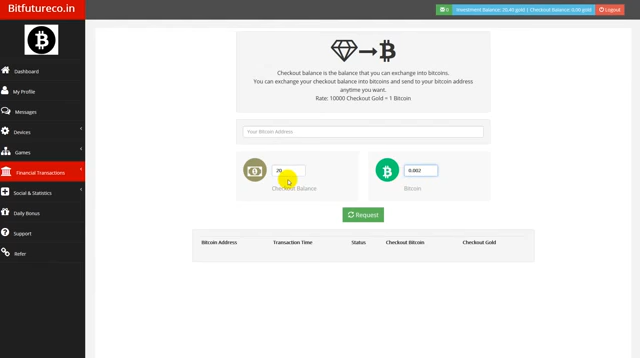 Bitfutureco.in
0
Investment Balance: 29,40 gold | Checkout Balance: 0,00 gold
Logout
Dashboard
My Profile
Messages
Devices
Games
Financial Transactions
Social & Statistics
Daily Bonus
Support
Refer
Checkout balance is the balance that you can exchange into bitcoins.
You can exchange your checkout balance into bitcoins and send to your bitcoin address
anytime you want.
Rate: 10000 Checkout Gold = 1 Bitcoin
Your Bitcoin Address
20
Checkout Balance
0.002
Bitcoin
Request
Bitcoin Address Transaction Time Status Checkout Bitcoin Checkout Gold